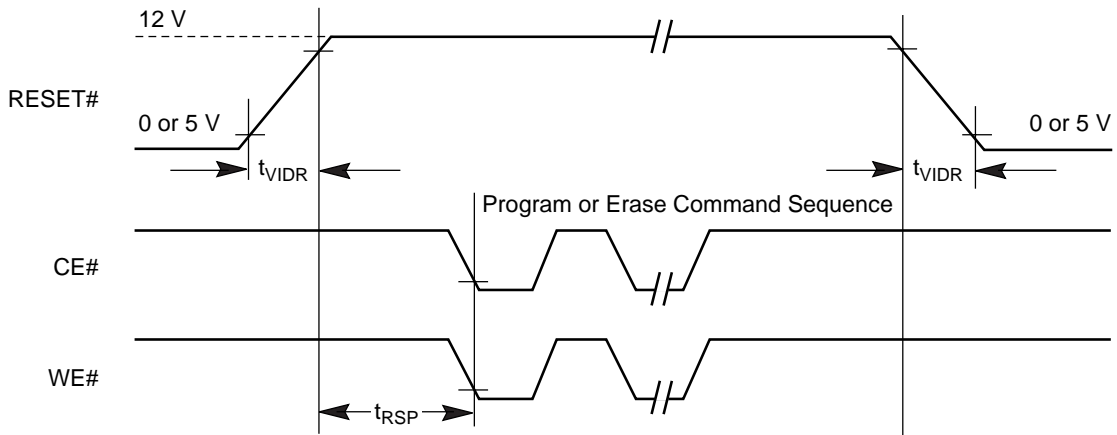 12 V
RESET#
0 or 5 V
0 or 5 V
tVIDR
tVIDR
Program or Erase Command Sequence
CE#
WE#
tRSP